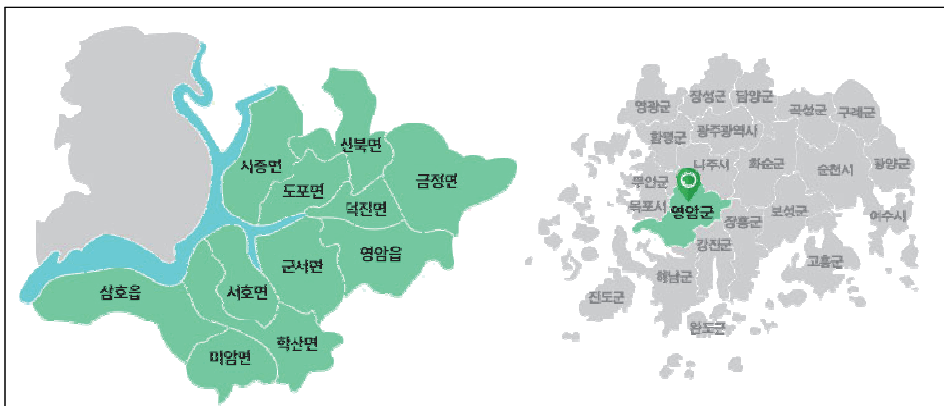 신북면
시종면
금정면
도포면
덕진면
영암읍
군서면
삼호읍
서호면
학산면
미암면
영광군
장성군
담양군
곡성군
구례군
함평군
광주광역시
나주시
화순군
순천시
광양시
무안군
목포시
영암군
장흥군
보성군
여수시
강진군
고흥군
해남군
진도군
완도군